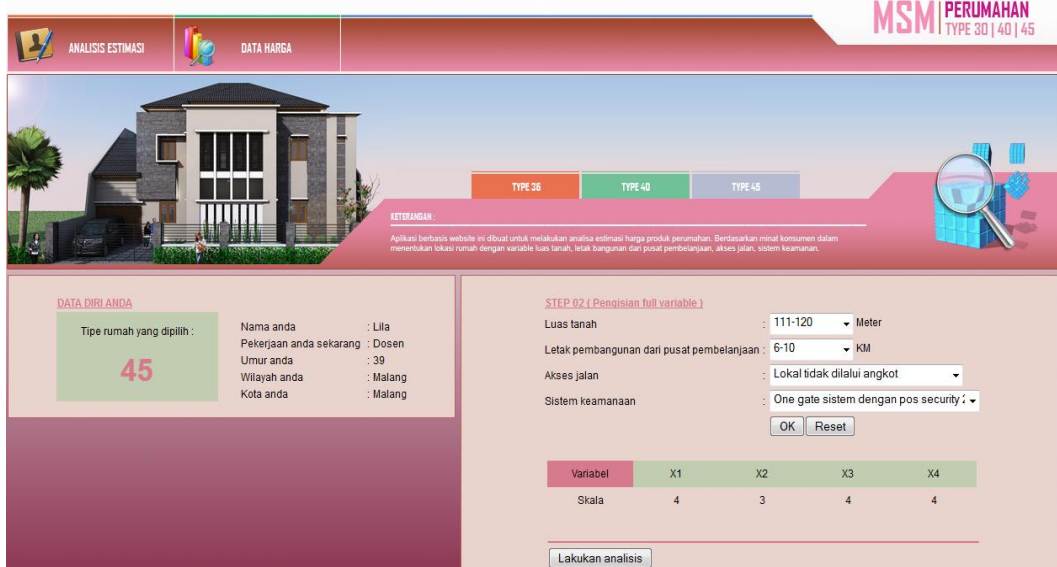 MSM PERUMAHAN
TYPE 30 | 40 | 45
ANALISIS ESTIMASI
DATA HARGA
TYPE 36
TYPE 40
TYPE 45
KETERANGAN :
Aplikasi berbasis website ini dibuat untuk melakukan analisa estimasi harga produk perumahan. Berdasarkan minat konsumen dalam
menentukan lokasi rumah dengan variable luas tanah, letak bangunan dari pusat pembelanjaan, akses jalan, sistem keamanan.
DATA DIRI ANDA
Tipe rumah yang dipilih :
45
Nama anda : Lila
Pekerjaan anda sekarang : Dosen
Umur anda : 39
Wilayah anda : Malang
Kota anda : Malang
STEP 02 ( Pengisian full variable )
Luas tanah : 111-120 Meter
Letak pembangunan dari pusat pembelanjaan : 6-10 KM
Akses jalan : Lokal tidak dilalui angkot
Sistem keamanaan : One gate sistem dengan pos security
OK Reset
Variabel X1 X2 X3 X4
Skala 4 3 4 4
Lakukan analisis